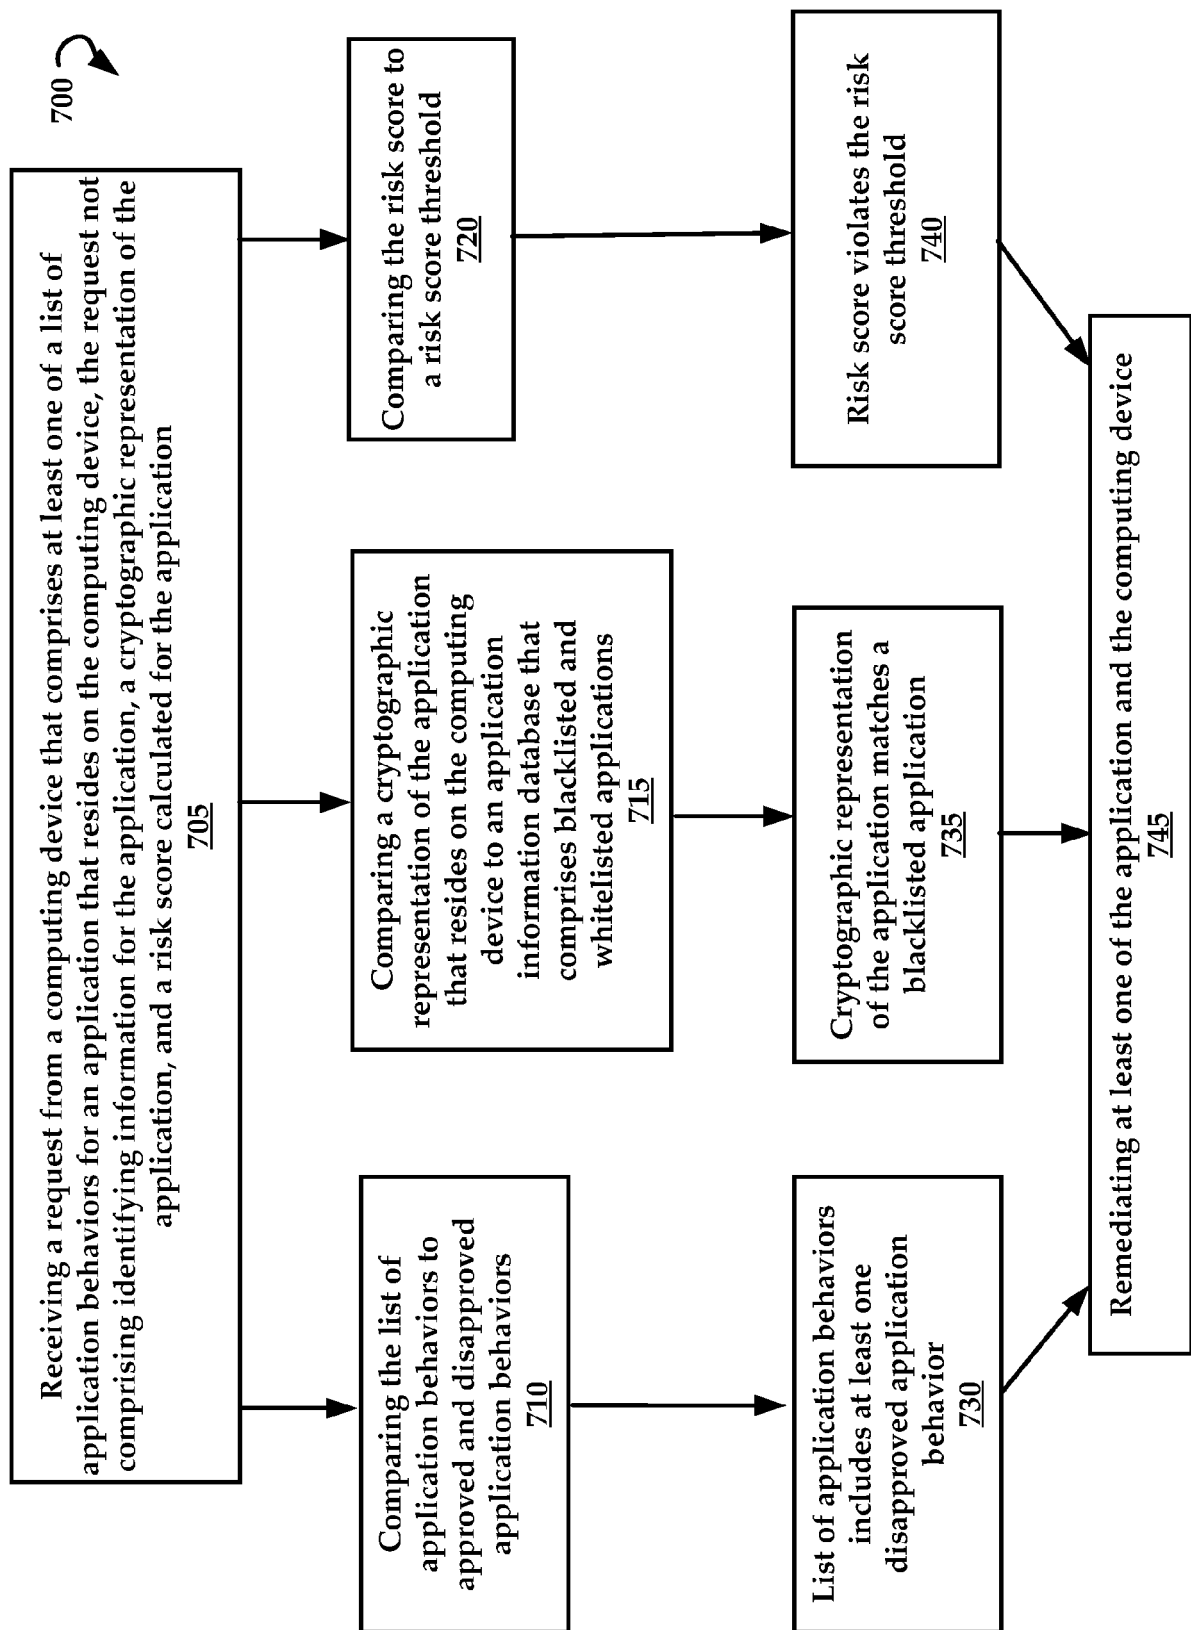 700
Receiving a request from a computing device that comprises at least one of a list of
application behaviors for an application that resides on the computing device, the request not
comprising identifying information for the application, a cryptographic representation of the
application, and a risk score calculated for the application
705
Comparing the list of
application behaviors to
approved and disapproved
application behaviors
710
Comparing a cryptographic
representation of the application
that resides on the computing
device to an application
information database that
comprises blacklisted and
whitelisted applications
715
Comparing the risk score to
a risk score threshold
720
List of application behaviors
includes at least one
disapproved application
behavior
730
Cryptographic representation
of the application matches a
blacklisted application
735
Risk score violates the risk
score threshold
740
Remediating at least one of the application and the computing device
745